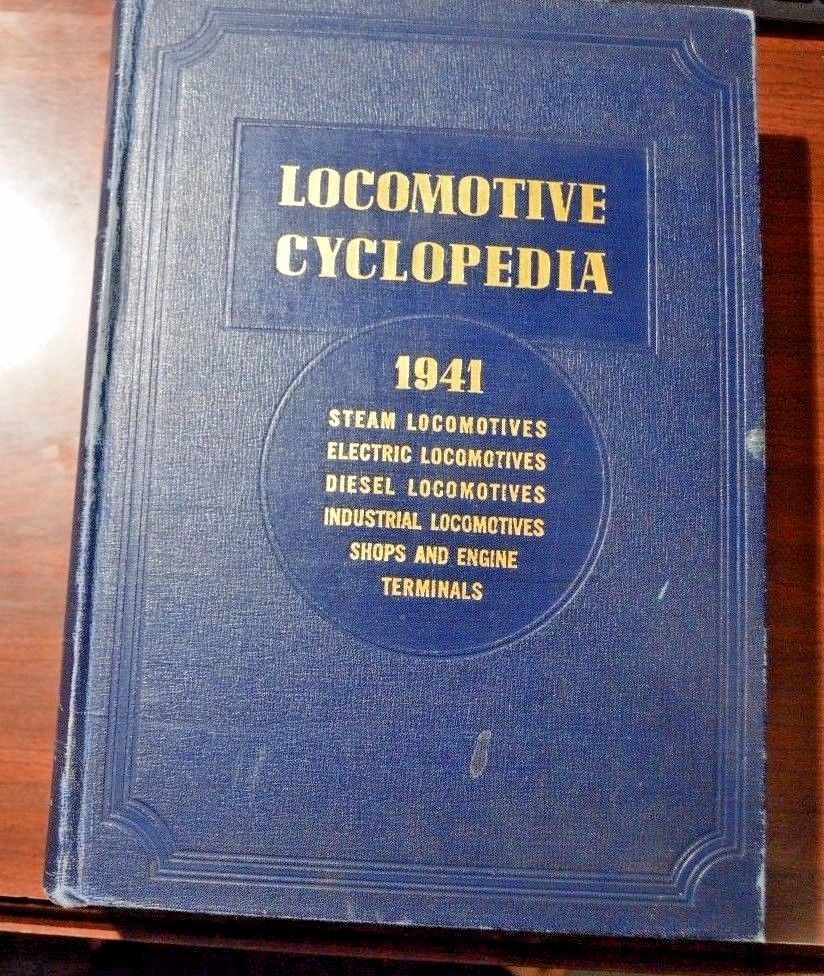 LOCOMOTIVE
CYCLOPEDIA
1941
STEAM LOCOMOTIVES
ELECTRIC LOCOMOTIVES
DIESEL LOCOMOTIVES
INDUSTRIAL LOCOMOTIVES
SHOPS AND ENGINE
TERMINALS